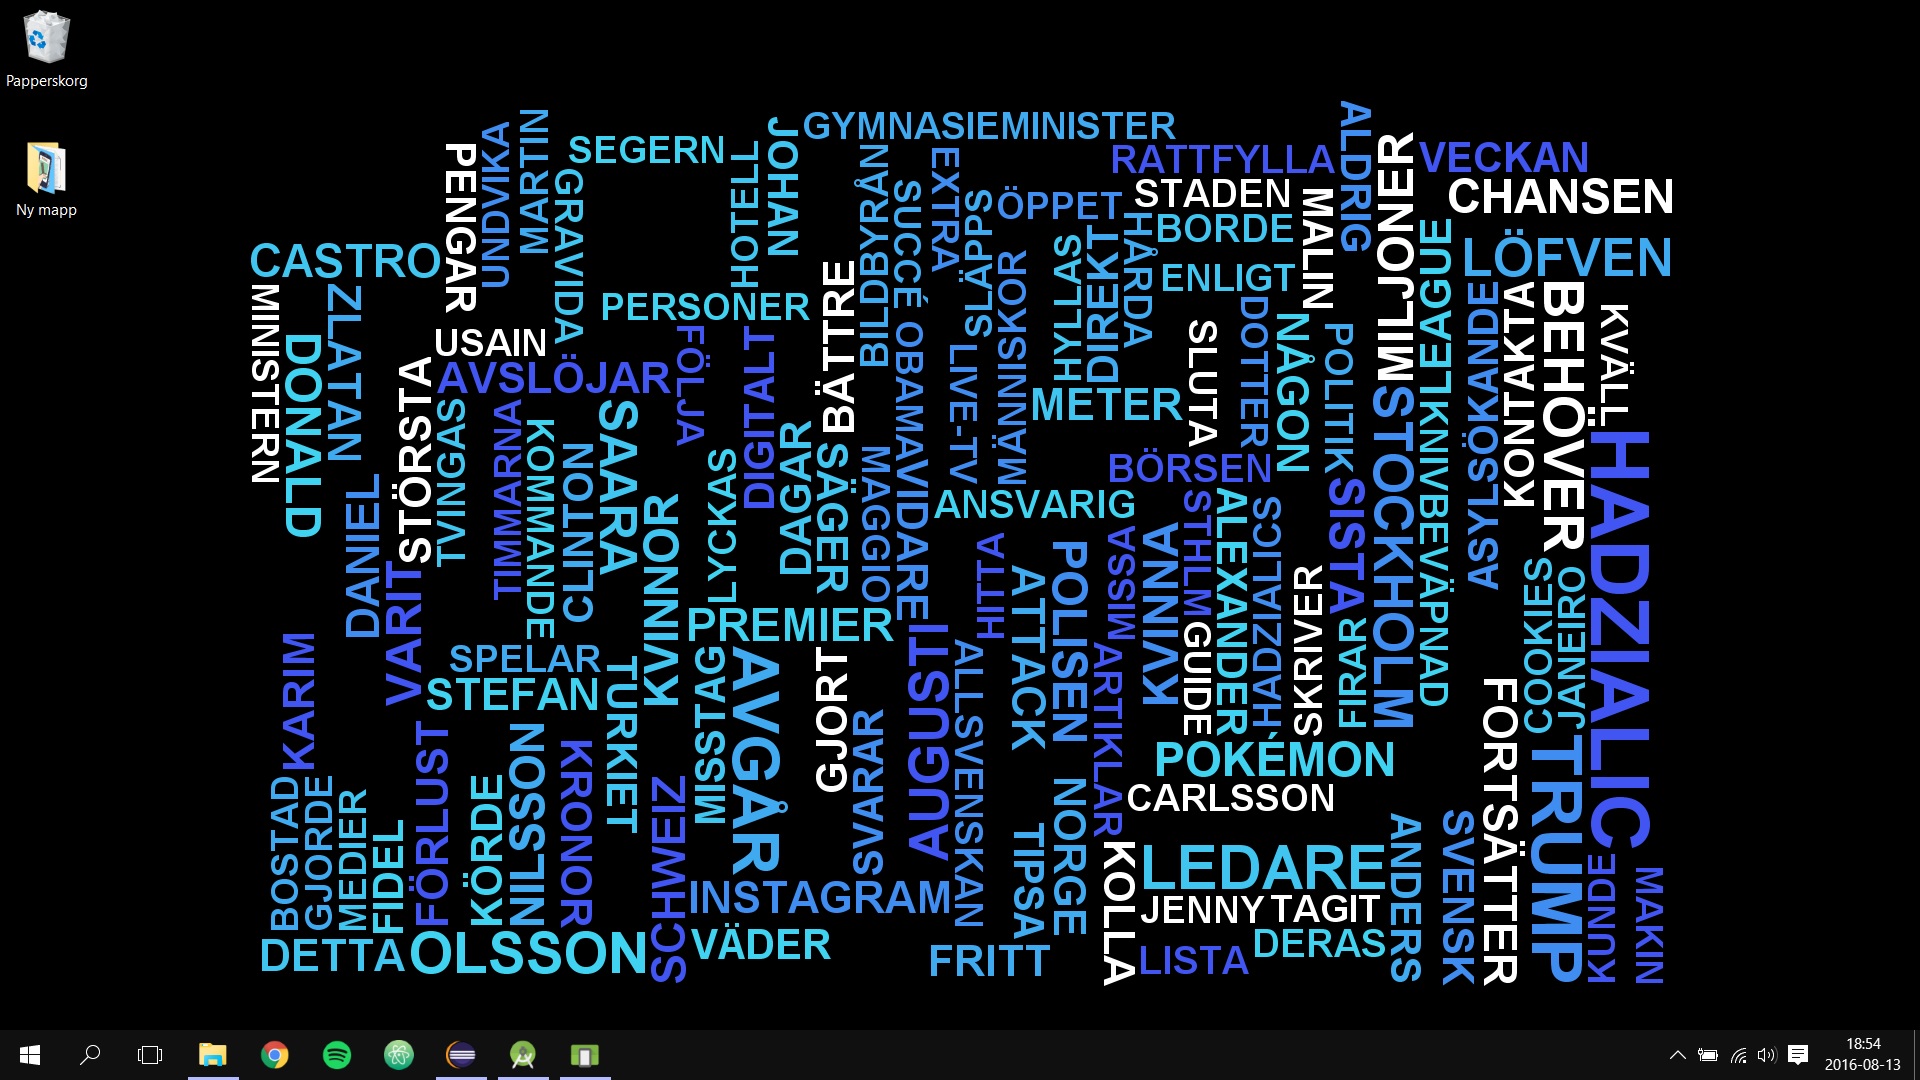 Papperskorg
Ny mapp
PENGAR
UNDVIKA
MARTIN
GRAVIDA
SEGERN
HOTELL
JOHAN
GYMNASIEMINISTER
BILDBYRÅN
SUCCÉ
EXTRA
SLÄPPS
ÖPPET
RATTFYLLA
STADEN
BORDE
ENLIGT
HÅRDA
DIREKT
HYLLAS
MALIN
ALDRIG
MILJONER
VECKAN
CHANSEN
LEAGUE
LÖFVEN
CASTRO
MINISTERN
DONALD
ZLATAN
PERSONER
USAIN
AVSLÖJAR
STÖRSTA
TVINGAS
TIMMARNA
KOMMANDE
CLINTON
SAARA
FÖLJA
DIGITALT
BÄTTRE
OBAMA
LIVE-TV
MÄNNISKOR
METER
SLUTA
DOTTER
NÅGON
POLITIK
STOCKHOLM
KNIVBEVÄPNAD
ASYLSÖKANDE
KONTAKTA
BEHÖVER
KVÄLL
HADZIALIC
DANIEL
VARIT
KVINNOR
LYCKAS
DAGAR
SÄGER
MAGGIO
VIDARE
ANSVARIG
BÖRSEN
HITTA
ATTACK
POLISEN
MISSA
KVINNA
STHLM
GUIDE
ALEXANDER
HADZIALICS
SKRIVER
SISTA
FIRAR
COOKIES
JANEIRO
KARIM
SPELAR
STEFAN
TURKIET
PREMIER
MISSTAG
AVGÅR
GJORT
SVARAR
AUGUSTI
ALLSVENSKAN
ARTIKLAR
POKÉMON
CARLSSON
FORTSÄTTER
TRUMP
BOSTAD
GJORDE
MEDIER
FIDEL
FÖRLUST
KÖRDE
NILSSON
KRONOR
SCHWEIZ
INSTAGRAM
TIPSA
NORGE
KOLLA
LEDARE
JENNY
TAGIT
ANDERS
SVENSK
KUNDE
MAKIN
DETTA
OLSSON
VÄDER
FRITT
LISTA
DERAS
18:54
2016-08-13